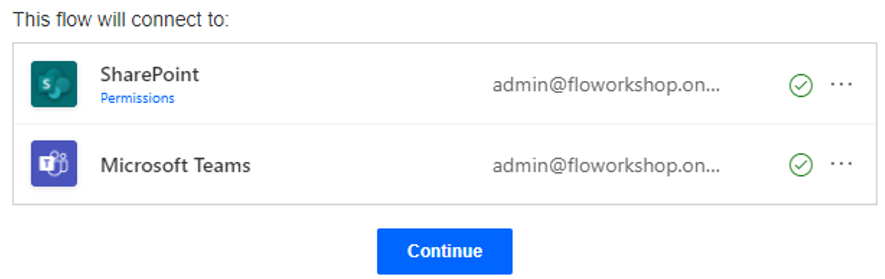 This flow will connect to:
SharePoint
admin@floworkshop.on...
Permissions
Microsoft Teams
admin@floworkshop.on...
Continue